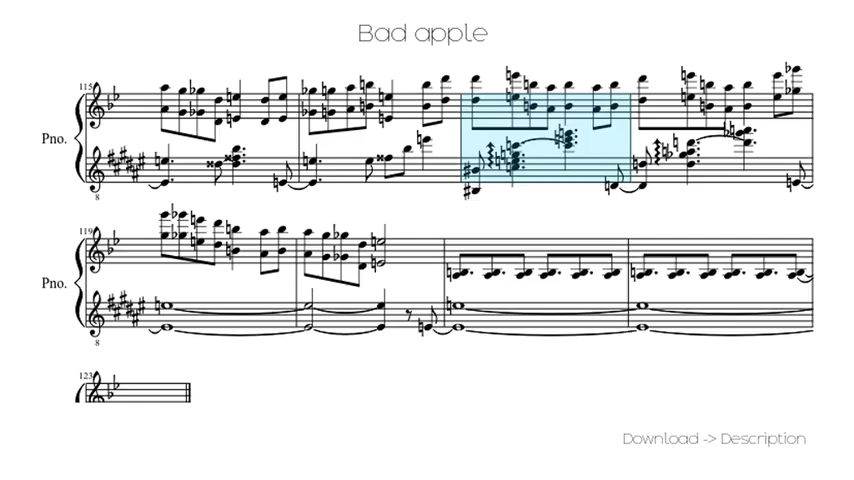 Bad apple
115
Pno.
8
119
Pno.
8
123
Download -> Description